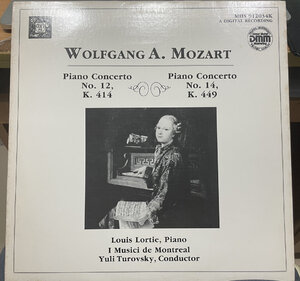 MHS 912034K
A DIGITAL RECORDING
DMM
WOLFGANG A. MOZART
Piano Concerto
No. 12,
K. 414
Piano Concerto
No. 14,
K. 449
Louis Lortie, Piano
I Musici de Montreal
Yuli Turovsky, Conductor